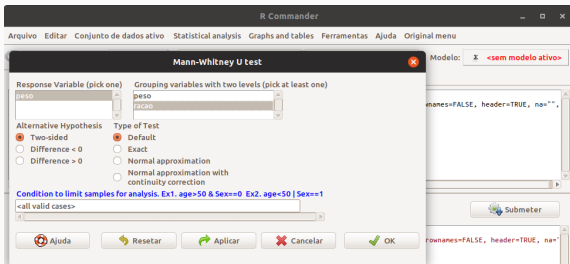 R Commander
Arquivo Editar Conjunto de dados ativo Statistical analysis Graphs and tables Ferramentas Ajuda Original menu
Mann-Whitney U test
Modelo: Σ <sem modelo ativo>
Response Variable (pick one) Grouping variables with two levels (pick at least one)
peso peso
racao
ownames=FALSE, header=TRUE, na="",
Alternative Hypothesis Type of Test
Two-sided Default
Difference < 0 Exact
Difference > 0 Normal approximation
Normal approximation with
continuity correction
Condition to limit samples for analysis. Ex1. age>50 & Sex==0 Ex2. age<50 | Sex==1
<all valid cases>
Submeter
Ajuda Resetar Aplicar Cancelar OK
rownames=FALSE, header=TRUE, na="